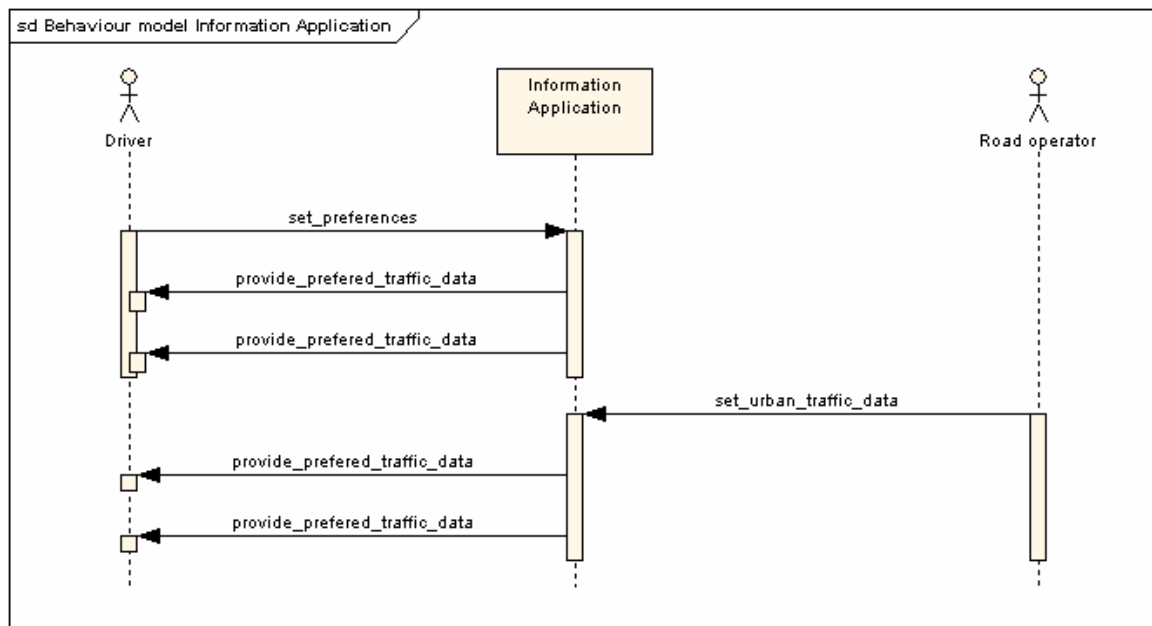 sd Behaviour model Information Application
Information
Application
Driver
Road operator
set_preferences
provide_prefered_traffic_data
provide_prefered_traffic_data
set_urban_traffic_data
provide_prefered_traffic_data
provide_prefered_traffic_data